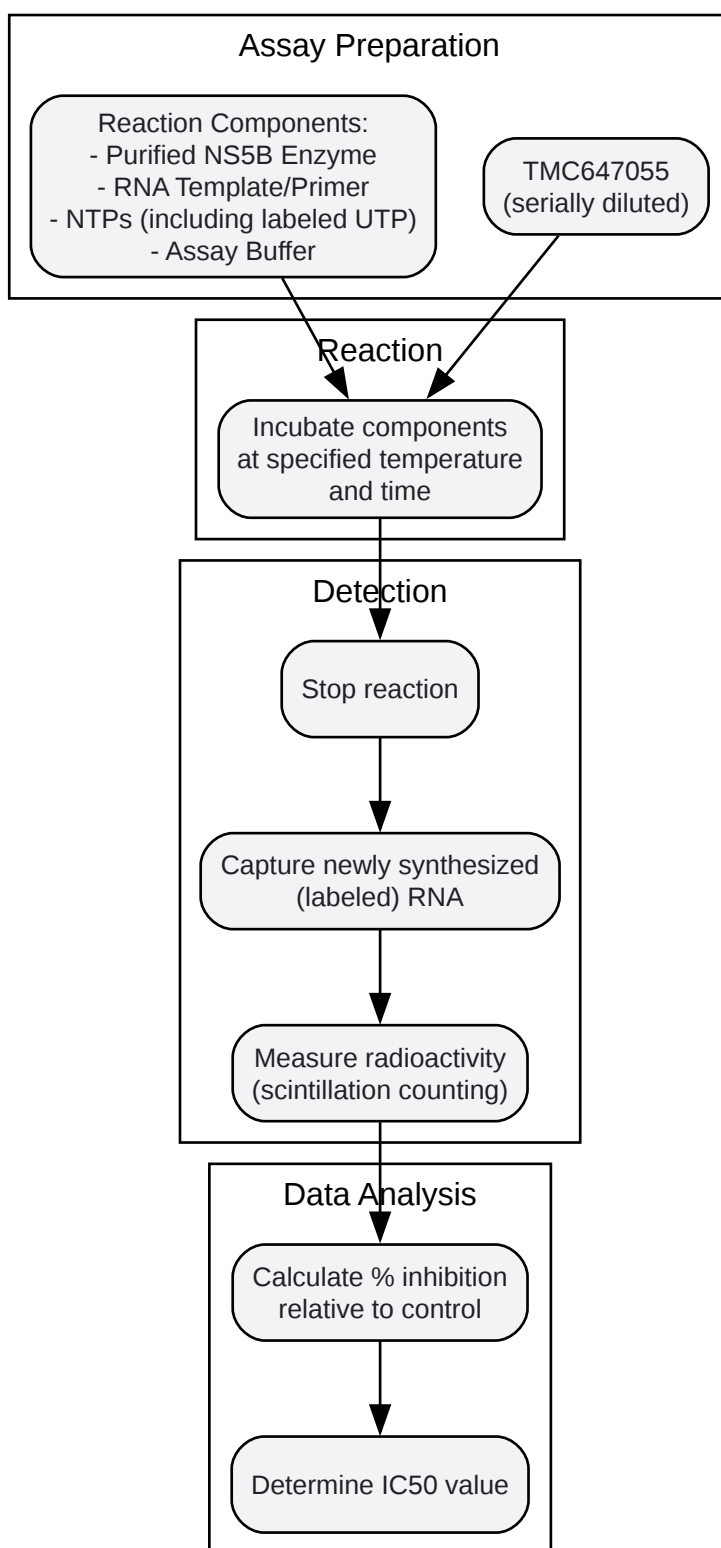 Assay Preparation
Reaction Components:
- Purified NS5B Enzyme
- RNA Template/Primer
- NTPs (including labeled UTP)
- Assay Buffer
TMC647055
(serially diluted)
Reaction
Incubate components
at specified temperature
and time
Detection
Stop reaction
Capture newly synthesized
(labeled) RNA
Measure radioactivity
(scintillation counting)
Data Analysis
Calculate % inhibition
relative to control
Determine IC50 value